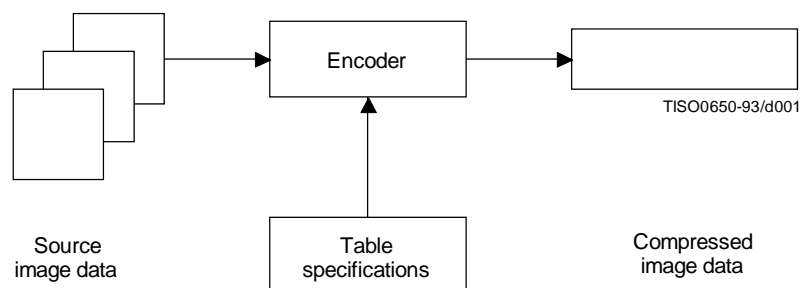 Encoder
TISO0650-93/d001
Source
image data
Table
specifications
Compressed
image data